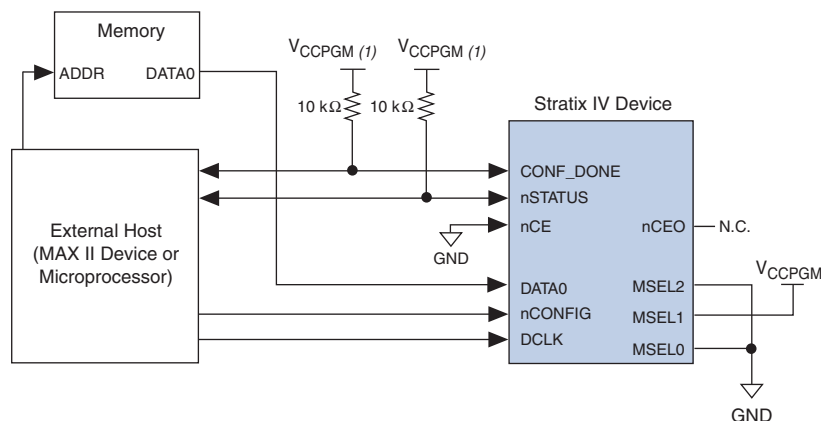 Memory
ADDR DATA0
VCCPGM (1) VCCPGM (1)
10 kΩ 10 kΩ
Stratix IV Device
External Host
(MAX II Device or
Microprocessor)
CONF_DONE
nSTATUS
nCE
GND
nCEO N.C.
VCCPGM
DATA0
nCONFIG
DCLK
MSEL2
MSEL1
MSEL0
GND